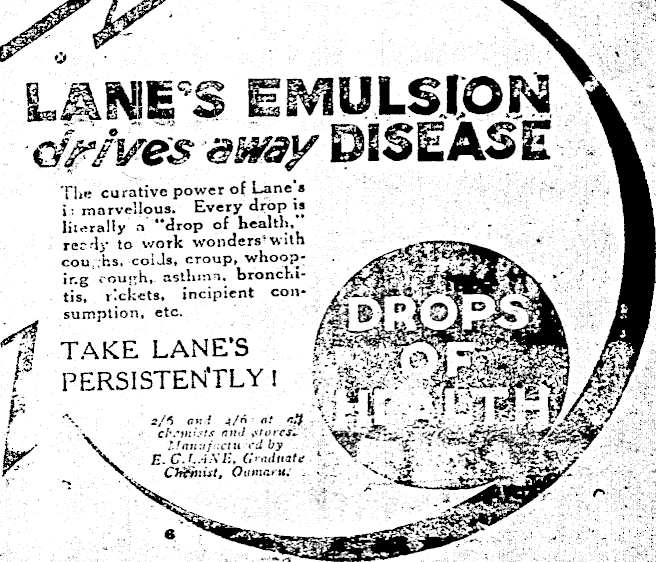 LANE'S EMULSION
drives away DISEASE
The curative power of Lane's
is marvellous. Every drop is
literally a "drop of health,"
ready to work wonders with
coughs, colds, croup, whoop-
ing cough, asthma, bronchi-
tis, rickets, incipient con-
sumption, etc.
TAKE LANE'S
PERSISTENTLY!
DROPS
OF
HEALTH
2/6 and 4/6 at all
chemists and stores.
Manufactured by
E. G. LANE, Graduate
Chemist, Oamaru.
6